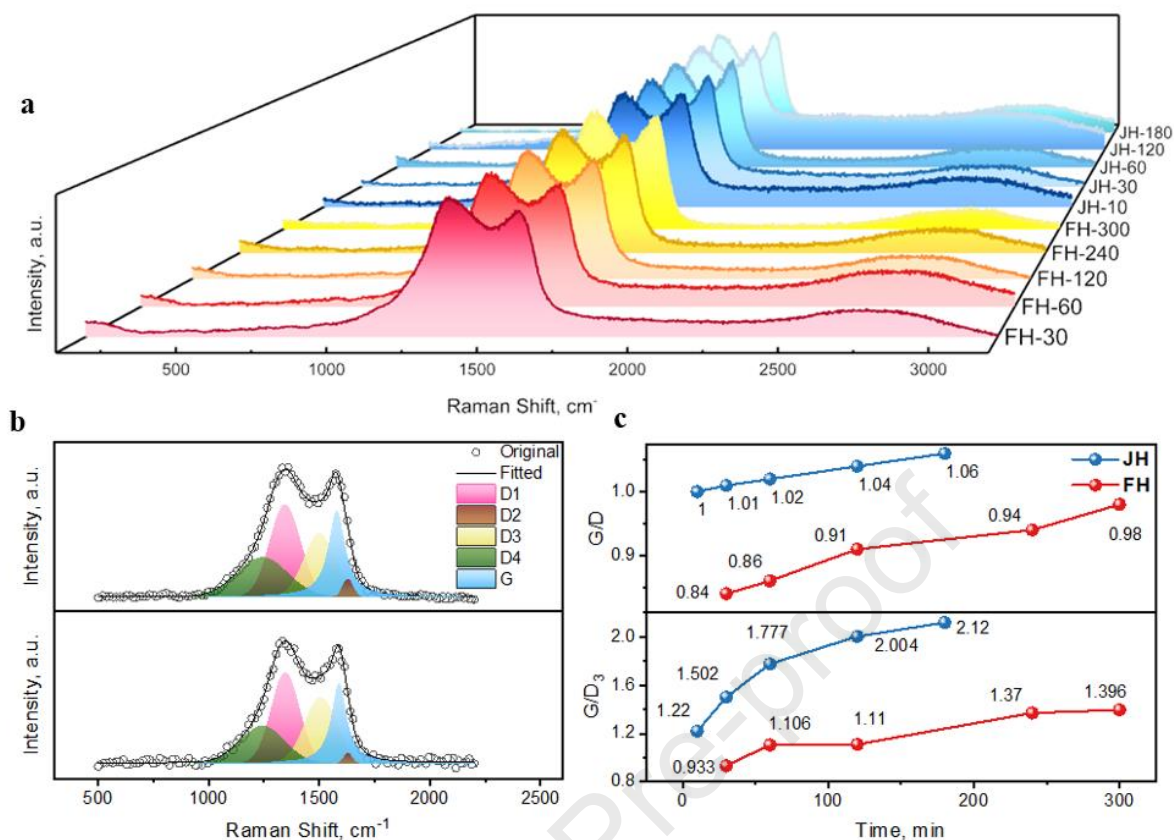 a
Intensity, a.u.
JH-180
JH-120
JH-60
JH-30
JH-10
FH-300
FH-240
FH-120
FH-60
FH-30
500 1000 1500 2000 2500 3000
Raman Shift, cm-
b
Intensity, a.u.
Original
Fitted
D1
D2
D3
D4
G
Intensity, a.u.
500 1000 1500 2000 2500
Raman Shift, cm-1
c
JH
FH
G/D
1.0
0.9
1 1.01 1.02 1.04 1.06
0.84 0.86 0.91 0.94 0.98
G/D3
2.0
1.6
1.2
0.8
1.22 1.502 1.777 2.004 2.12
0.933 1.106 1.11 1.37 1.396
0 100 200 300
Time, min
Pre-proof